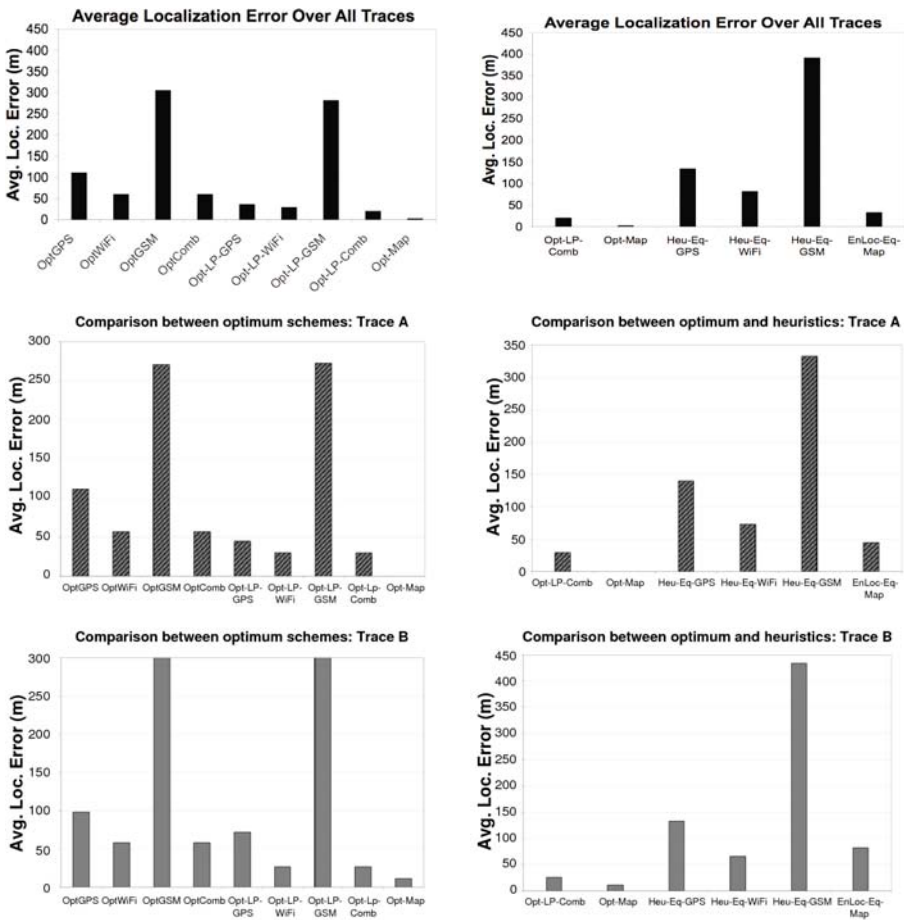 Average Localization Error Over All Traces
Avg. Loc. Error (m)
450
400
350
300
250
200
150
100
50
0
OptGPS
OptWiFi
OptGSM
OptComb
Opt-LP-GPS
Opt-LP-WiFi
Opt-LP-GSM
Opt-LP-Comb
Opt-Map
Average Localization Error Over All Traces
Avg. Loc. Error (m)
450
400
350
300
250
200
150
100
50
0
Opt-LP-
Comb
Opt-Map
Heu-Eq-
GPS
Heu-Eq-
WiFi
Heu-Eq-
GSM
EnLoc-Eq-
Map
Comparison between optimum schemes: Trace A
Avg. Loc. Error (m)
300
250
200
150
100
50
0
OptGPS
OptWiFi
OptGSM
OptComb
Opt-LP-
GPS
Opt-LP-
WiFi
Opt-LP-
GSM
Opt-Lp-
Comb
Opt-Map
Comparison between optimum and heuristics: Trace A
Avg. Loc. Error (m)
350
300
250
200
150
100
50
0
Opt-LP-Comb
Opt-Map
Heu-Eq-GPS
Heu-Eq-WiFi
Heu-Eq-GSM
EnLoc-Eq-
Map
Comparison between optimum schemes: Trace B
Avg. Loc. Error (m)
300
250
200
150
100
50
0
OptGPS
OptWiFi
OptGSM
OptComb
Opt-LP-
GPS
Opt-LP-
WiFi
Opt-LP-
GSM
Opt-Lp-
Comb
Opt-Map
Comparison between optimum and heuristics: Trace B
Avg. Loc. Error (m)
450
400
350
300
250
200
150
100
50
0
Opt-LP-Comb
Opt-Map
Heu-Eq-GPS
Heu-Eq-WiFi
Heu-Eq-GSM
EnLoc-Eq-
Map